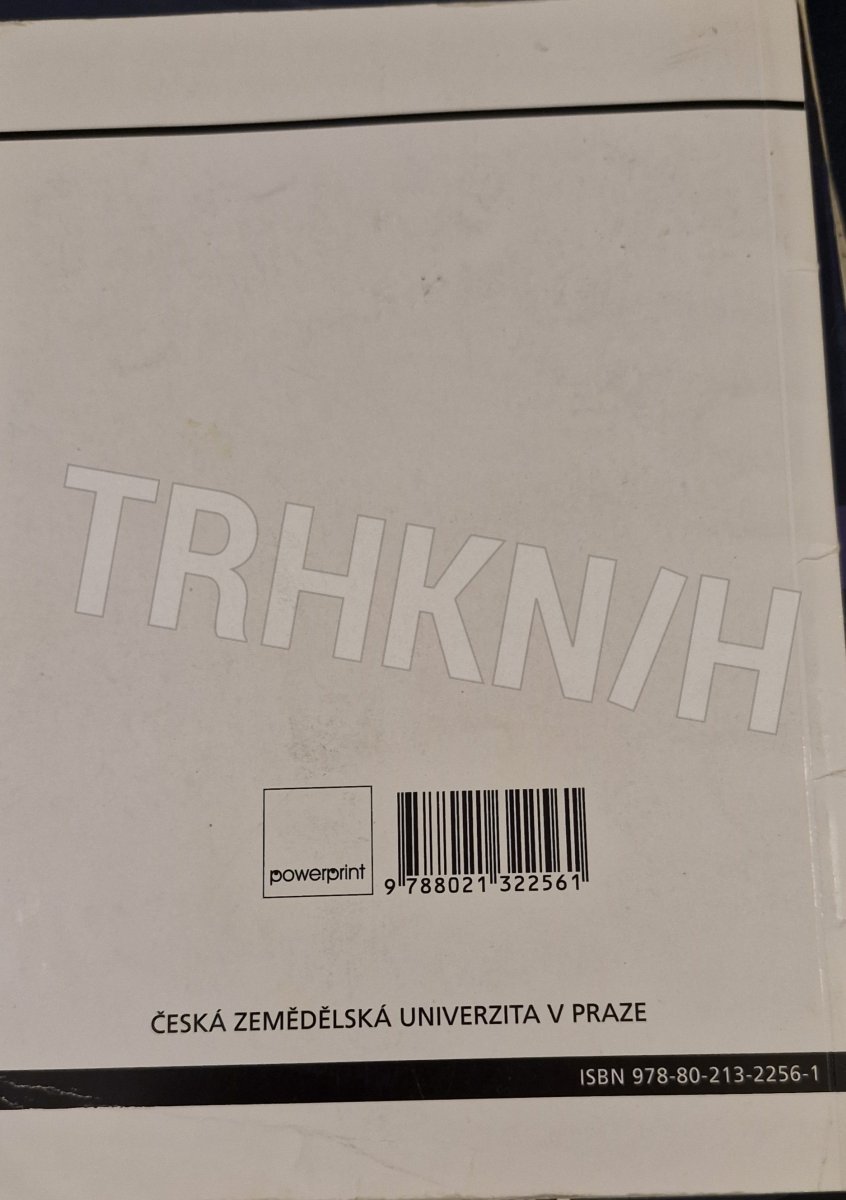 TRHKN/H
powerprint
9 788021 322561
ČESKÁ ZEMĚDĚLSKÁ UNIVERZITA V PRAZE
ISBN 978-80-213-2256-1